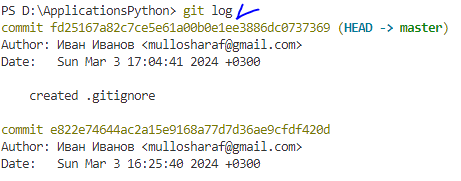 PS D:\ApplicationsPython> git log
commit fd25167a82c7ce5e61a00b0e1ee3886dc0737369 (HEAD -> master)
Author: Иван Иванов <mullosharaf@gmail.com>
Date:   Sun Mar 3 17:04:41 2024 +0300
    created .gitignore
commit e822e74644ac2a15e9168a77d7d36ae9cfdf420d
Author: Иван Иванов <mullosharaf@gmail.com>
Date:   Sun Mar 3 16:25:40 2024 +0300